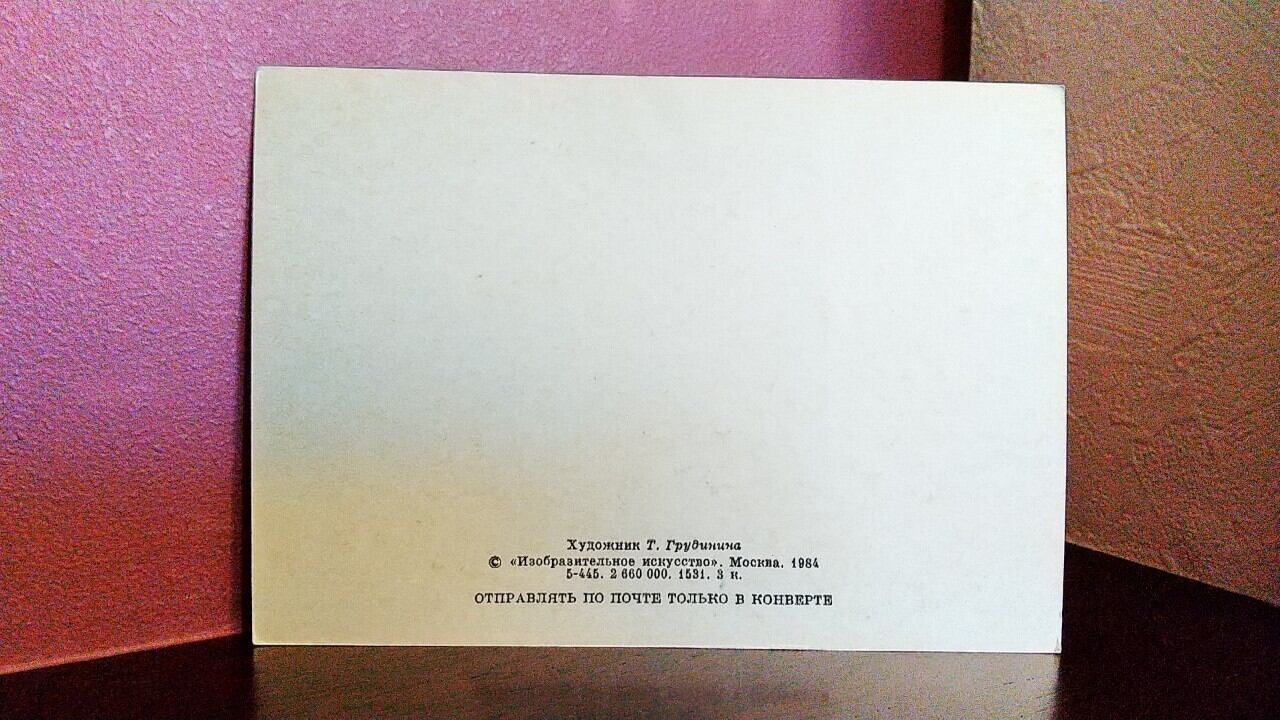 Художник Т. Грудинина
© «Изобразительное искусство». Москва. 1984
5-445. 2 660 000. 1531. 3 к.
ОТПРАВЛЯТЬ ПО ПОЧТЕ ТОЛЬКО В КОНВЕРТЕ